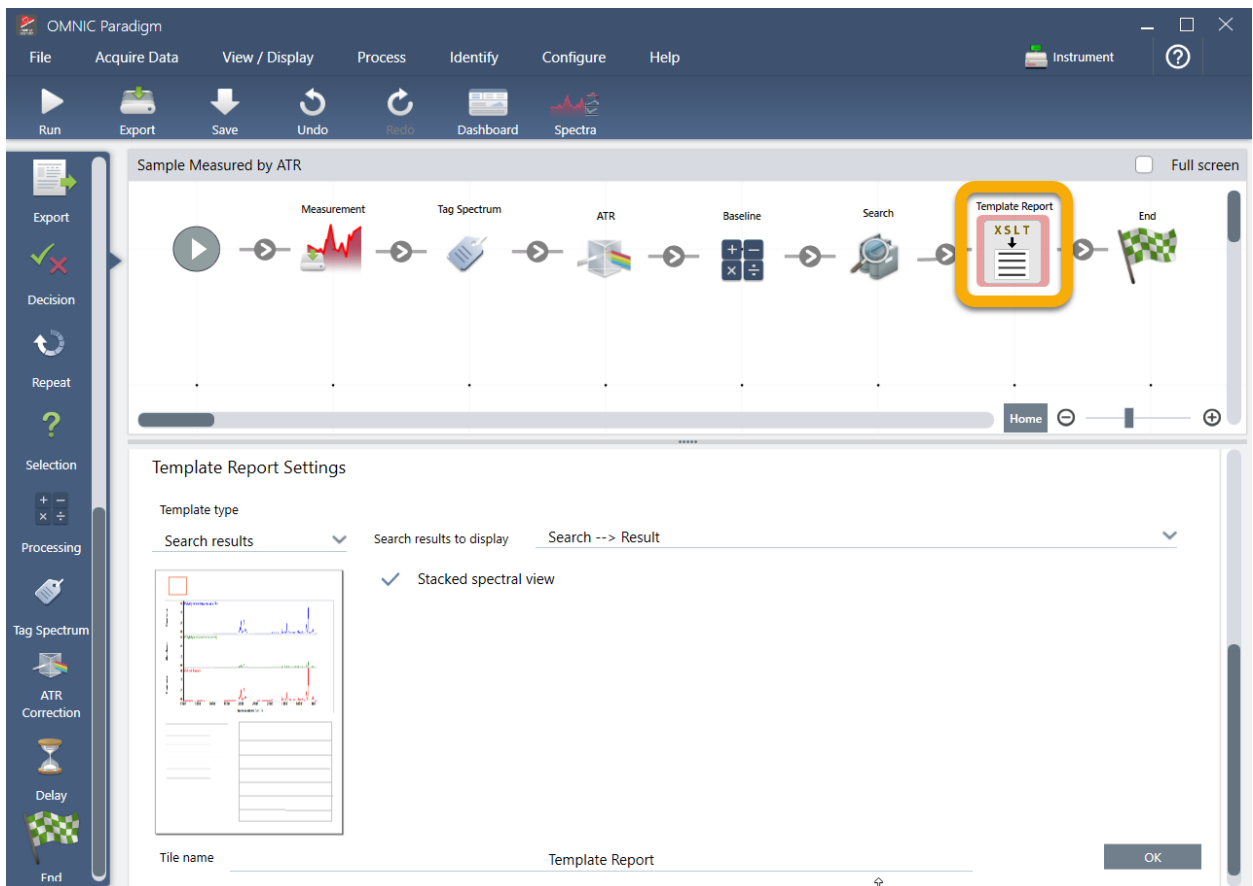 OMNIC Paradigm
File Acquire Data View / Display Process Identify Configure Help Instrument
Run Export Save Undo Redo Dashboard Spectra
Sample Measured by ATR Full screen
Export
Decision
Repeat
Selection
Processing
Tag Spectrum
ATR
Correction
Delay
End
Measurement Tag Spectrum ATR Baseline Search Template Report End
XSLT
Home
Template Report Settings
Template type
Search results
Search results to display Search --> Result
Stacked spectral view
Tile name Template Report
OK